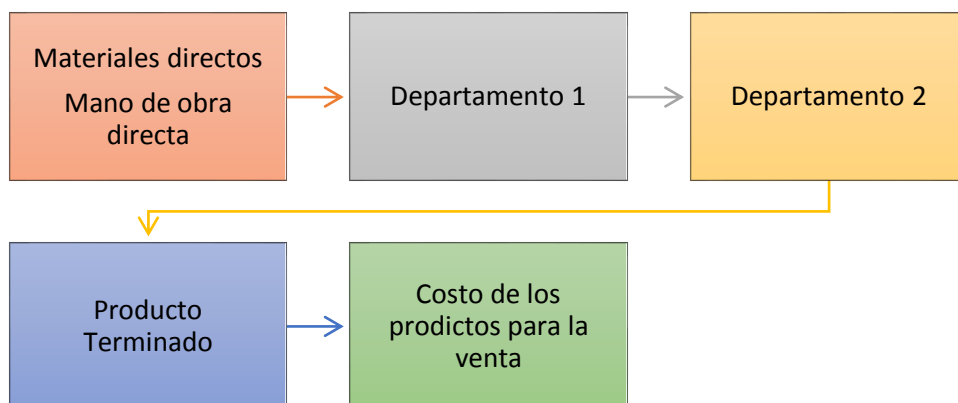 Materiales directos
Mano de obra
directa
Departamento 1
Departamento 2
Producto
Terminado
Costo de los
prodictos para la
venta